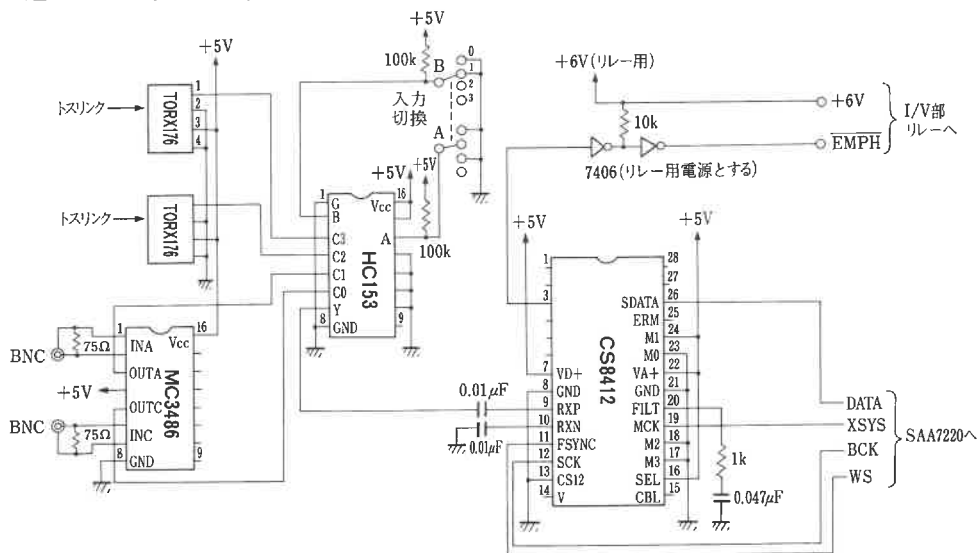 +5V
トスリンク
TORX176
1
2
3
4
トスリンク
TORX176
BNC
75Ω
+5V
BNC
75Ω
1
INA
OUTA
OUTC
INC
8
GND
Vcc
16
9
MC3486
+5V
100k
B
0
1
2
3
入力
切換
A
+5V
+5V
100k
1
G
B
C3
C2
C1
C0
Y
8
GND
16
Vcc
A
9
HC153
+6V(リレー用)
10k
7406(リレー用電源とする)
+6V
EMPH
I/V部
リレーへ
+5V
+5V
0.01μF
0.01μF
CS8412
1
3
7 VD+
8 GND
9 RXP
10 RXN
11 FSYNC
12 SCK
13 CS12
14 V
28
27
SDATA 26
ERM 25
M1 24
M0 23
VA+ 22
GND 21
FILT 20
MCK 19
M2 18
M3 17
SEL 16
CBL 15
1k
0.047μF
DATA
XSYS
BCK
WS
SAA7220へ